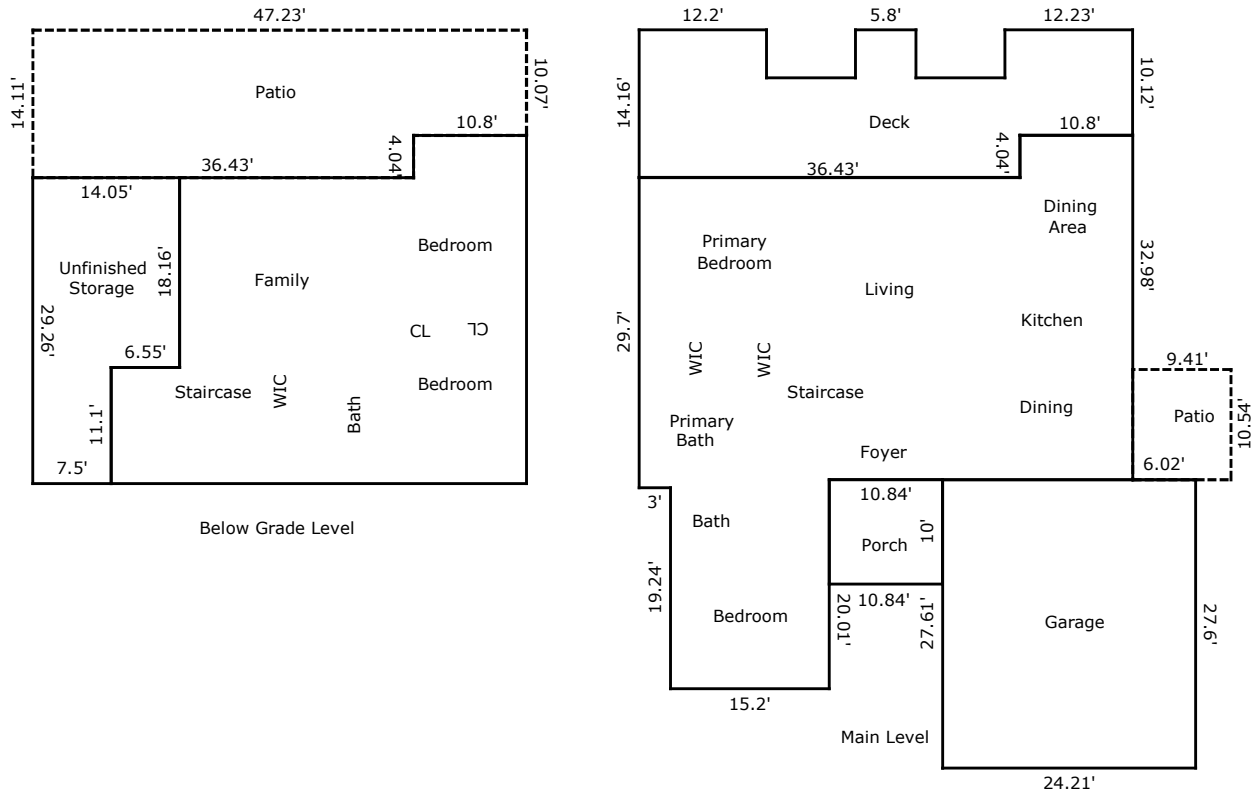 47.23'
14.11'
10.07'
Patio
10.8'
4.04'
36.43'
14.05'
18.16'
Unfinished
Storage
Family
Bedroom
29.26'
CL
CL
6.55'
Staircase
WIC
Bath
Bedroom
11.1'
7.5'
Below Grade Level
12.2'
5.8'
12.23'
14.16'
10.12'
Deck
10.8'
4.04'
36.43'
Dining
Area
Primary
Bedroom
Living
32.98'
29.7'
Kitchen
WIC
WIC
Staircase
Dining
9.41'
Patio
10.54'
6.02'
Primary
Bath
Foyer
3'
Bath
10.84'
Porch
10'
19.24'
10.84'
Bedroom
20.01'
27.61'
Garage
27.6'
15.2'
Main Level
24.21'